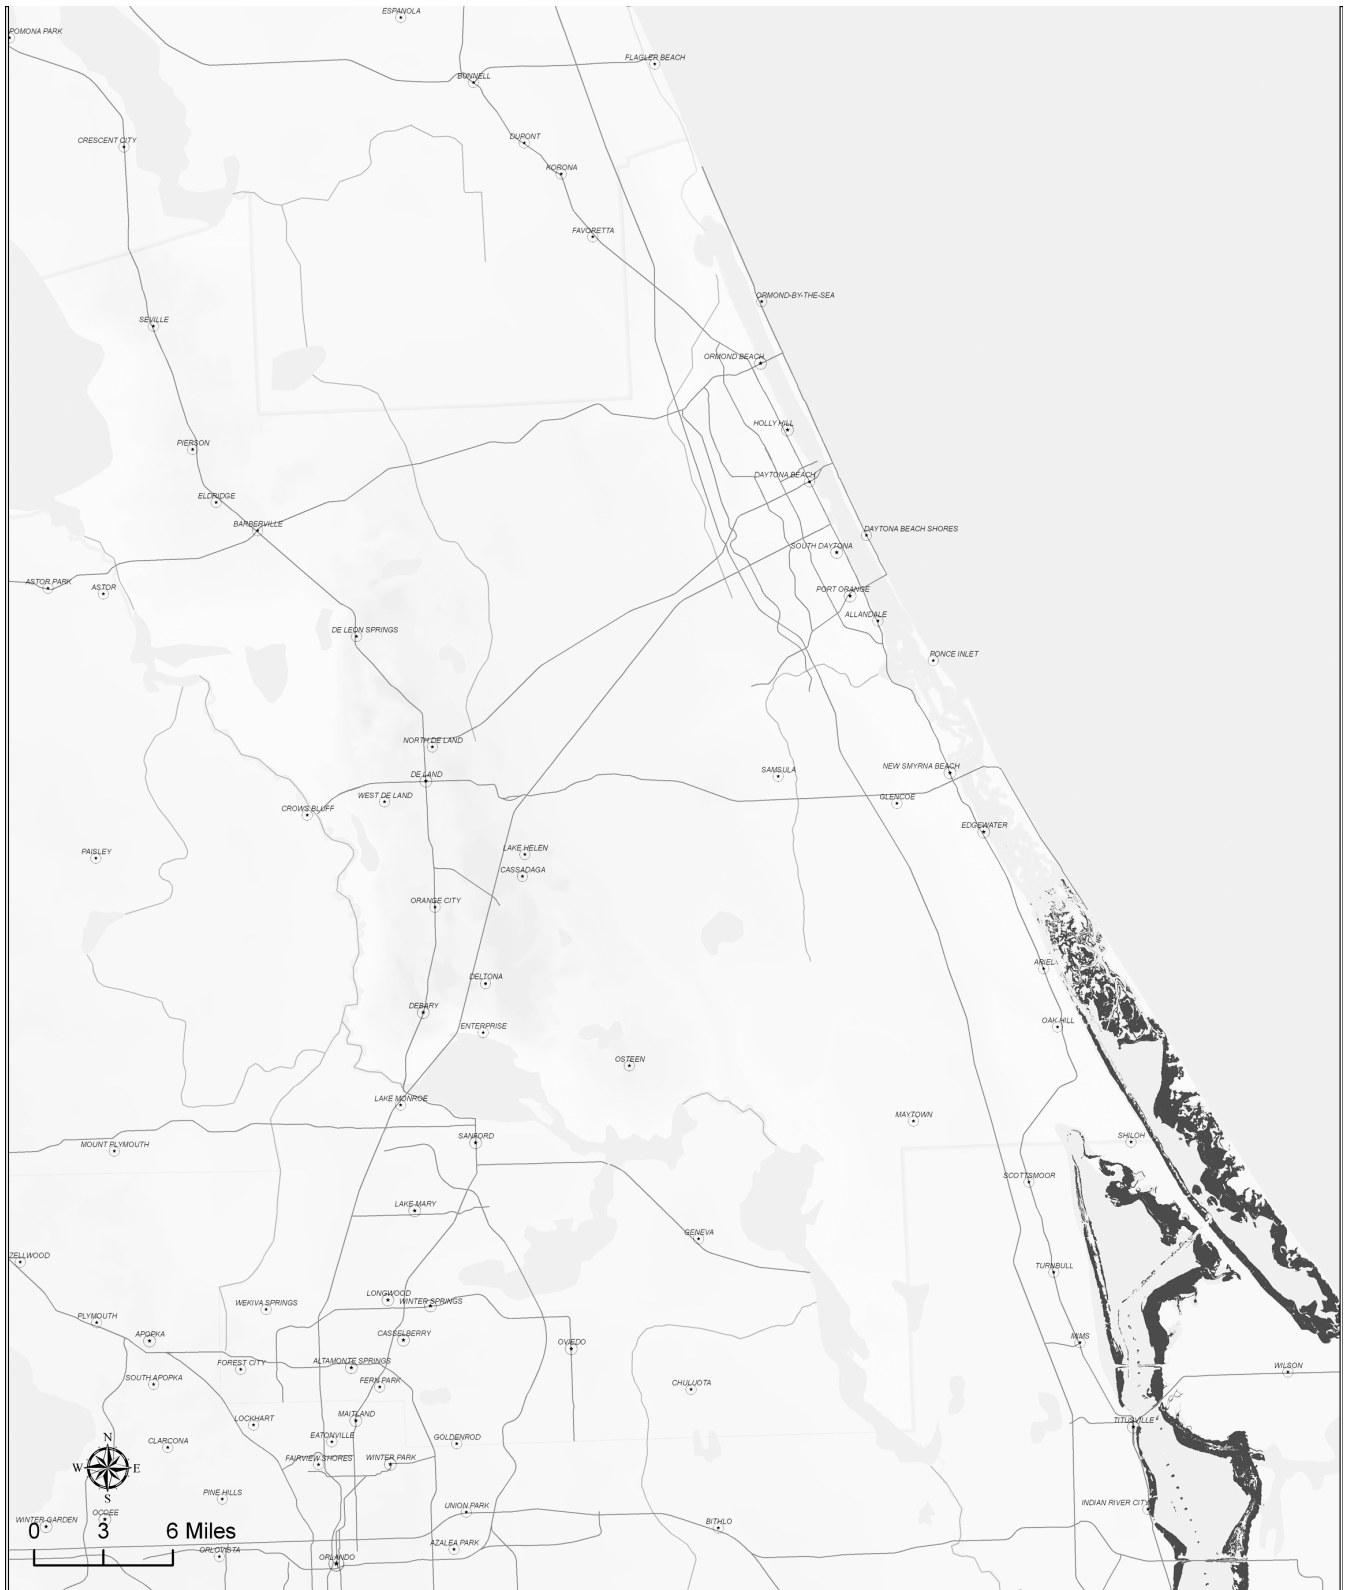 ESPANOLA
POMONA PARK
FLAGLER BEACH
BUNNELL
CRESCENT CITY
DUPONT
KORONA
FAVORETTA
ORMOND-BY-THE-SEA
SEVILLE
ORMOND BEACH
HOLLY HILL
PIERSON
DAYTONA BEACH
ELDRIDGE
BARBERVILLE
DAYTONA BEACH SHORES
SOUTH DAYTONA
ASTOR PARK
ASTOR
PORT ORANGE
ALLANDALE
DE LEON SPRINGS
PONCE INLET
NORTH DE LAND
DE LAND
SAMSULA
NEW SMYRNA BEACH
WEST DE LAND
GLENCOE
CROWS BLUFF
EDGEWATER
PAISLEY
LAKE HELEN
CASSADAGA
ORANGE CITY
ARIEL
DELTONA
DEBARY
OAK HILL
ENTERPRISE
OSTEEN
LAKE MONROE
MAYTOWN
SANFORD
SHILOH
MOUNT PLYMOUTH
SCOTTSMOOR
LAKE MARY
GENEVA
ZELLWOOD
TURNBULL
LONGWOOD
WINTER SPRINGS
WEKIVA SPRINGS
PLYMOUTH
APOPKA
CASSELBERRY
OVIEDO
MIMS
FOREST CITY
ALTAMONTE SPRINGS
WILSON
SOUTH APOPKA
FERN PARK
CHULUOTA
LOCKHART
MAITLAND
TITUSVILLE
CLARCONA
EATONVILLE
GOLDENROD
N
W E
S
FAIRVIEW SHORES
WINTER PARK
PINE HILLS
INDIAN RIVER CITY
OCOEE
UNION PARK
WINTER GARDEN
BITHLO
0 3 6 Miles
ORLOVISTA
AZALEA PARK
ORLANDO